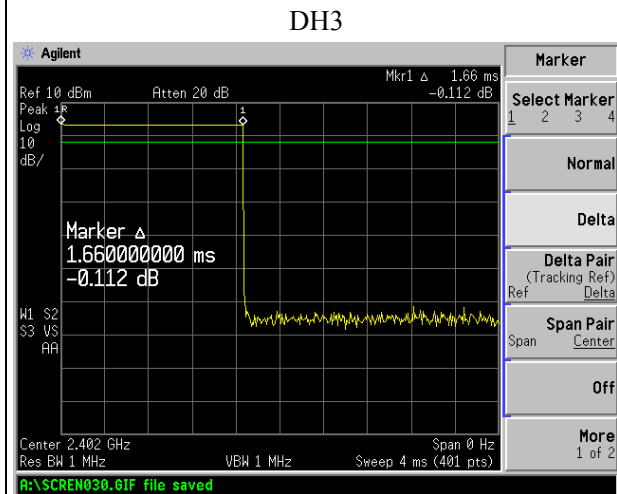 DH3
Agilent
Mkr1 Δ 1.66 ms
Ref 10 dBm Atten 20 dB -0.112 dB
Peak
Log
10
dB/
1R
1
Marker Δ
1.660000000 ms
-0.112 dB
W1 S2
S3 VS
AA
Center 2.402 GHz Span 0 Hz
Res BW 1 MHz VBW 1 MHz Sweep 4 ms (401 pts)
A:\SCREN030.GIF file saved
Marker
Select Marker
1 2 3 4
Normal
Delta
Delta Pair
(Tracking Ref)
Ref Delta
Span Pair
Span Center
Off
More
1 of 2